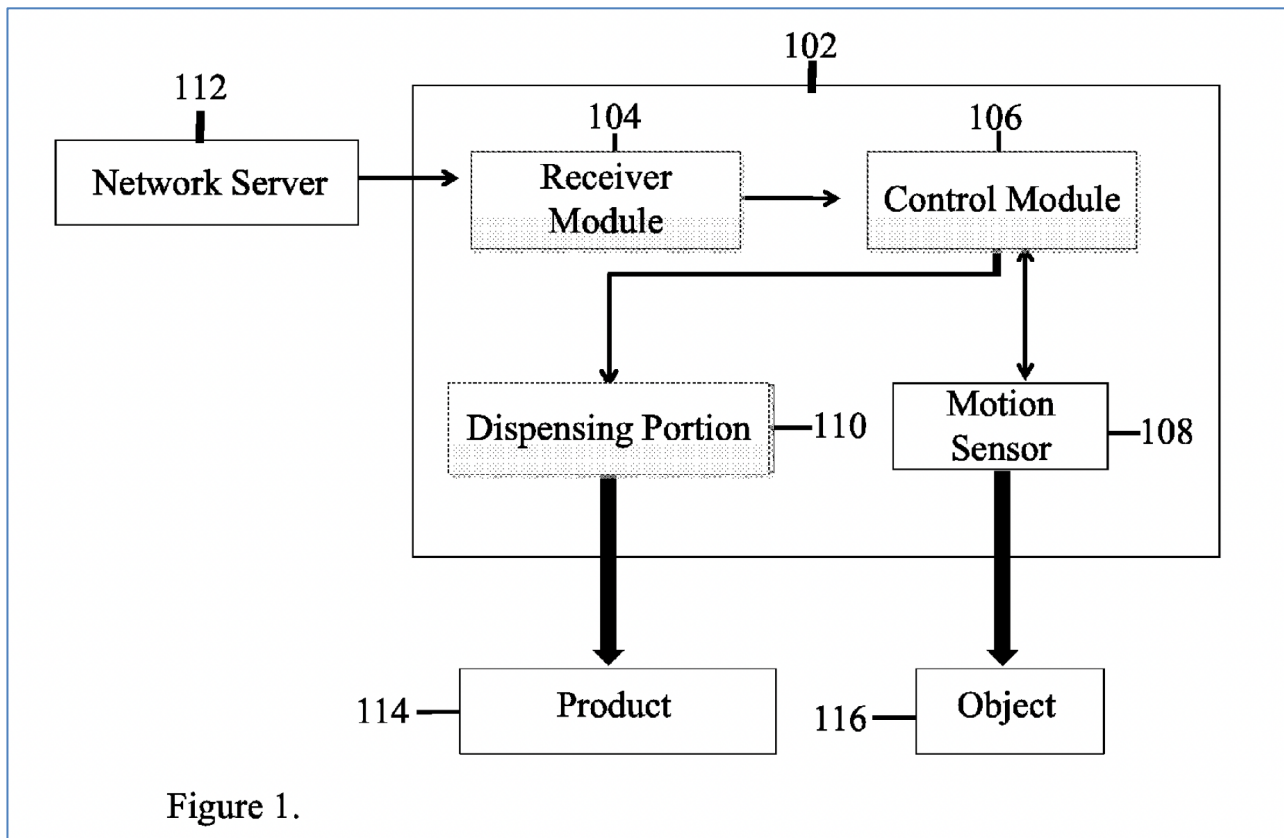 102
112
104
106
Network Server
Receiver
Module
Control Module
Dispensing Portion
110
Motion
Sensor
108
114
Product
116
Object
Figure 1.